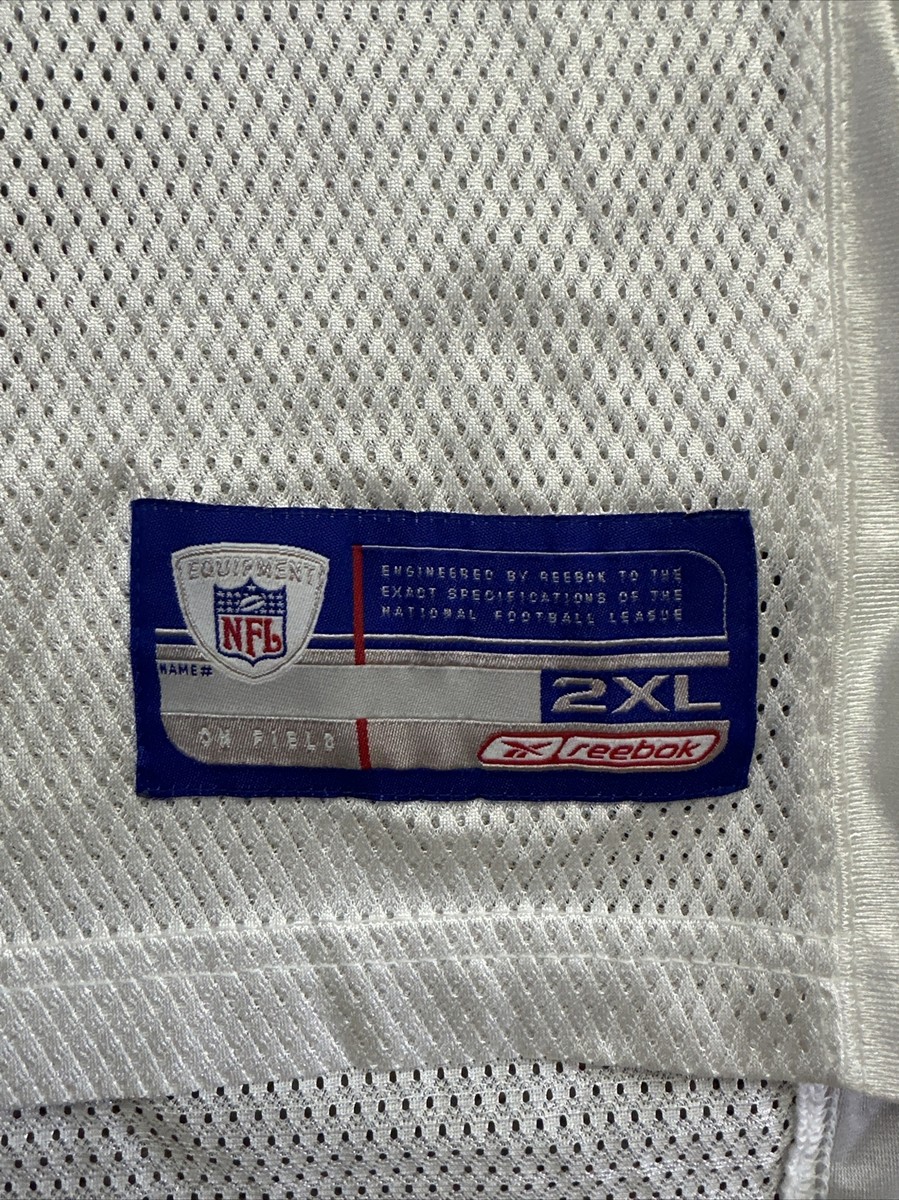 EQUIPMENT
NFL
ENGINEERED BY REEBOK TO THE
EXACT SPECIFICATIONS OF THE
NATIONAL FOOTBALL LEAGUE
NAME#
2XL
ON FIELD
reebok